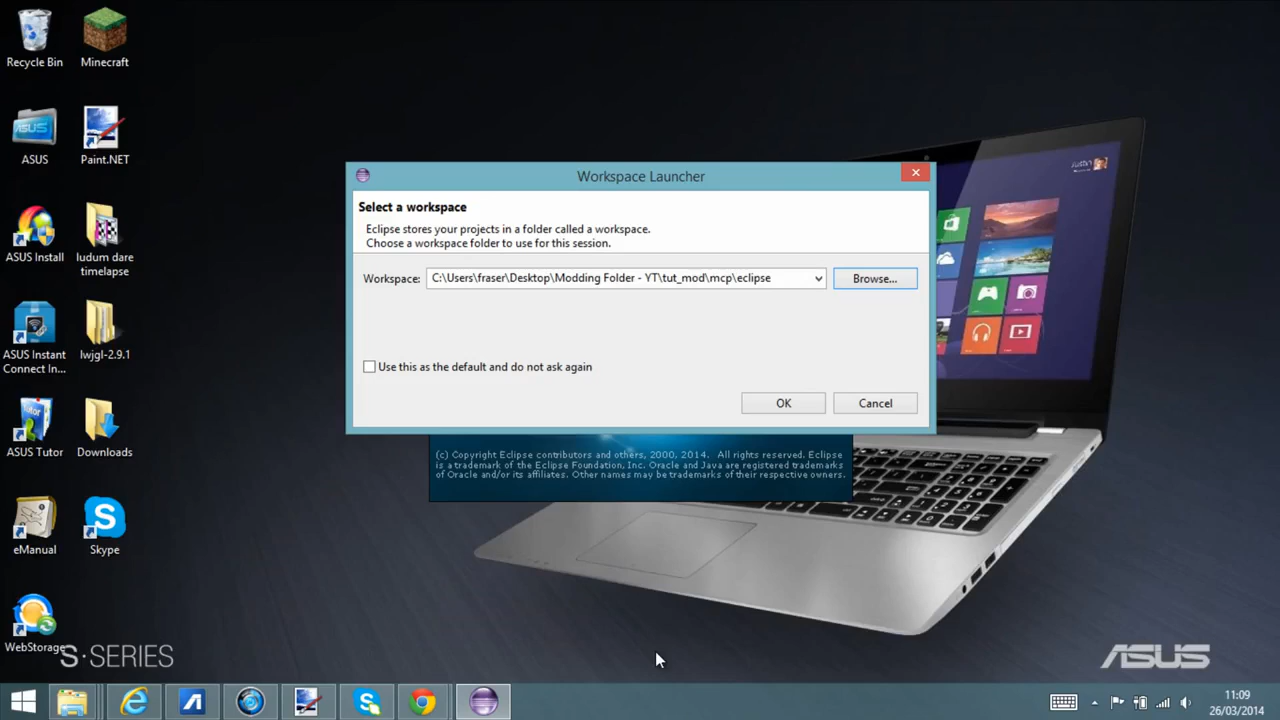 Recycle Bin
Minecraft
ASUS
ASUS
Paint.NET
ASUS Install
ludum dare
timelapse
ASUS Instant
Connect In...
lwjgl-2.9.1
Tutor
ASUS Tutor
Downloads
eManual
Skype
WebStorage
S·SERIES
Workspace Launcher
Select a workspace
Eclipse stores your projects in a folder called a workspace.
Choose a workspace folder to use for this session.
Workspace: C:\Users\fraser\Desktop\Modding Folder - YT\tut_mod\mcp\eclipse Browse...
Use this as the default and do not ask again
OK Cancel
(c) Copyright Eclipse contributors and others, 2000, 2014. All rights reserved. Eclipse
is a trademark of the Eclipse Foundation, Inc. Oracle and Java are registered trademarks
of Oracle and/or its affiliates. Other names may be trademarks of their respective owners.
Justin
ASUS
11:09
26/03/2014